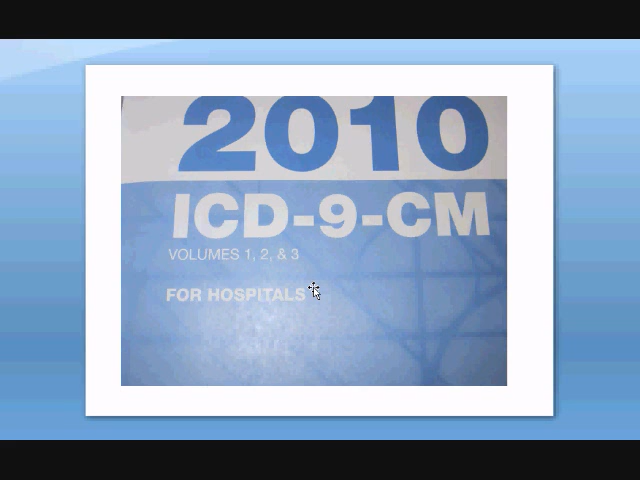 2010
ICD-9-CM
VOLUMES 1, 2, & 3
FOR HOSPITALS